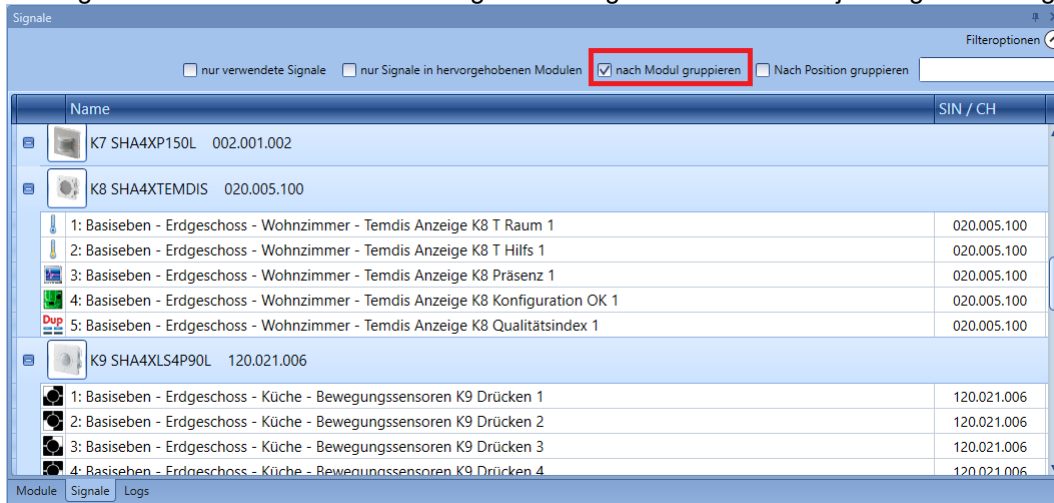 Signale
Filteroptionen
nur verwendete Signale nur Signale in hervorgehobenen Modulen nach Modul gruppieren Nach Position gruppieren
Name SIN / CH
K7 SHA4XP150L 002.001.002
K8 SHA4XTEMDIS 020.005.100
1: Basiseben - Erdgeschoss - Wohnzimmer - Temdis Anzeige K8 T Raum 1 020.005.100
2: Basiseben - Erdgeschoss - Wohnzimmer - Temdis Anzeige K8 T Hilfs 1 020.005.100
3: Basiseben - Erdgeschoss - Wohnzimmer - Temdis Anzeige K8 Präsenz 1 020.005.100
4: Basiseben - Erdgeschoss - Wohnzimmer - Temdis Anzeige K8 Konfiguration OK 1 020.005.100
Dup 5: Basiseben - Erdgeschoss - Wohnzimmer - Temdis Anzeige K8 Qualitätsindex 1 020.005.100
K9 SHA4XLS4P90L 120.021.006
1: Basiseben - Erdgeschoss - Küche - Bewegungssensoren K9 Drücken 1 120.021.006
2: Basiseben - Erdgeschoss - Küche - Bewegungssensoren K9 Drücken 2 120.021.006
3: Basiseben - Erdgeschoss - Küche - Bewegungssensoren K9 Drücken 3 120.021.006
4: Basiseben - Erdgeschoss - Küche - Bewegungssensoren K9 Drücken 4 120.021.006
Module Signale Logs